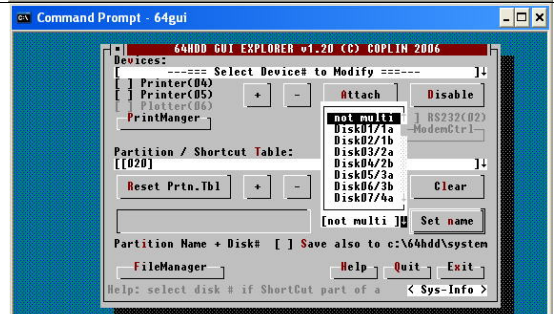 Command Prompt - 64gui
64HDD GUI EXPLORER v1.20 (C) COPLIN 2006
Devices:
[ ---=== Select Device# to Modify ===--- ]↓
[ ] Printer(04)
[ ] Printer(05)
[ ] Plotter(06)
+ - Attach Disable
PrintManger
not multi
Disk01/1a
Disk02/1b
Disk03/2a
Disk04/2b
Disk05/3a
Disk06/3b
Disk07/4a
] RS232(02)
ModemCtrl
Partition / Shortcut Table:
[[020] ]↓
Reset Prtn.Tbl + - Clear
[not multi ] Set name
Partition Name + Disk# [ ] Save also to c:\64hdd\system
FileManager Help Quit Exit
Help: select disk # if ShortCut part of a < Sys-Info >